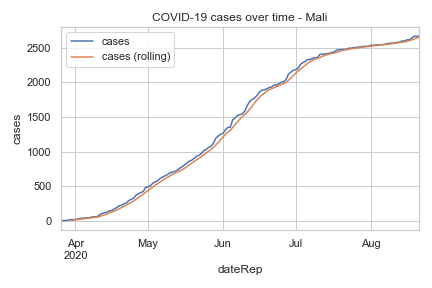 COVID-19 cases over time - Mali
cases
cases (rolling)
2500
2000
1500
1000
500
0
cases
Apr
2020
May
Jun
Jul
Aug
dateRep